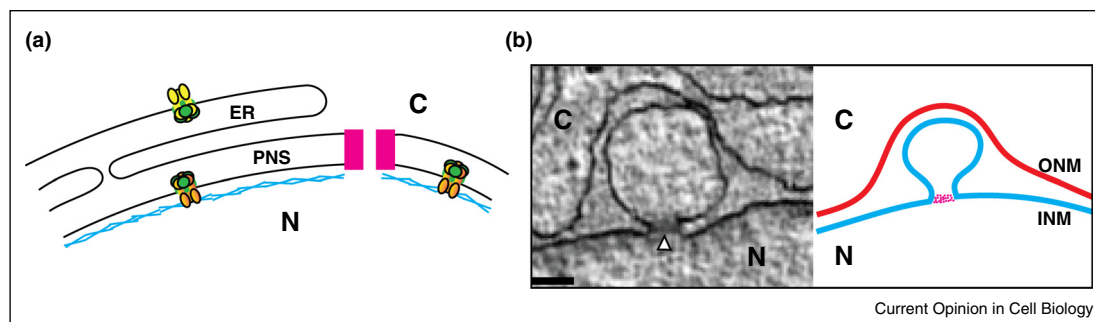 (a)
ER
C
PNS
N
(b)
C
N
C
ONM
INM
N
Current Opinion in Cell Biology